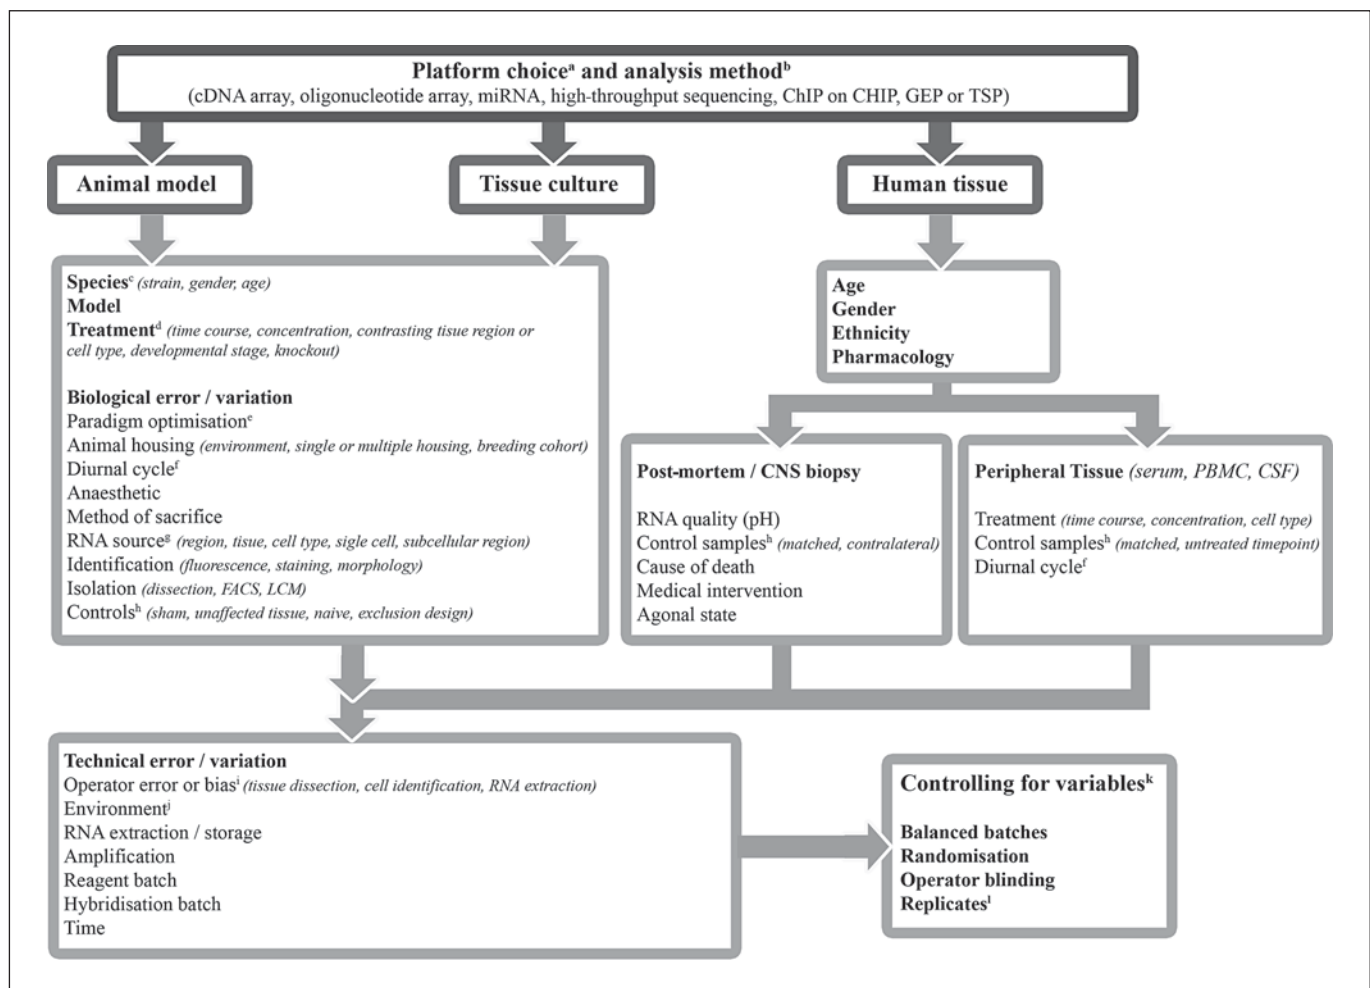 Platform choiceᵃ and analysis methodᵇ
(cDNA array, oligonucleotide array, miRNA, high-throughput sequencing, ChIP on CHIP, GEP or TSP)
Animal model
Tissue culture
Human tissue
Speciesᶜ (strain, gender, age)
Model
Treatmentᵈ (time course, concentration, contrasting tisue region or
cell type, developmental stage, knockout)
Biological error / variation
Paradigm optimisationᵉ
Animal housing (environment, single or multiple housing, breeding cohort)
Diurnal cycleᶠ
Anaesthetic
Method of sacrifice
RNA sourceᵍ (region, tissue, cell type, sigle cell, subcellular region)
Identification (fluorescence, staining, morphology)
Isolation (dissection, FACS, LCM)
Controlsʰ (sham, unaffected tissue, naive, exclusion design)
Age
Gender
Ethnicity
Pharmacology
Post-mortem / CNS biopsy
RNA quality (pH)
Control samplesʰ (matched, contralateral)
Cause of death
Medical intervention
Agonal state
Peripheral Tissue (serum, PBMC, CSF)
Treatment (time course, concentration, cell type)
Control samplesʰ (matched, untreated timepoint)
Diurnal cycleᶠ
Technical error / variation
Operator error or biasⁱ (tissue dissection, cell identification, RNA extraction)
Environmentʲ
RNA extraction / storage
Amplification
Reagent batch
Hybridisation batch
Time
Controlling for variablesᵏ
Balanced batches
Randomisation
Operator blinding
Replicatesˡ